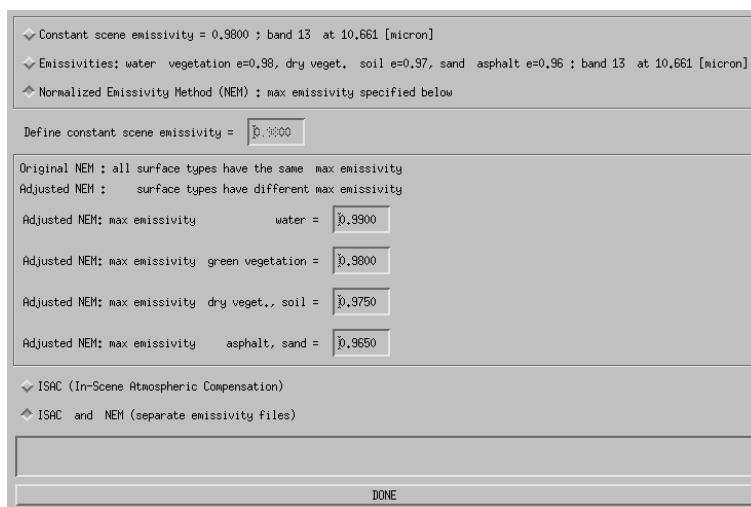 Constant scene emissivity = 0.9800 ; band 13 at 10.661 [micron]
Emissivities: water vegetation e=0.98, dry veget. soil e=0.97, sand asphalt e=0.96 : band 13 at 10.661 [micron]
Normalized Emissivity Method (NEM) : max emissivity specified below
Define constant scene emissivity = 0.9800
Original NEM : all surface types have the same max emissivity
Adjusted NEM : surface types have different max emissivity
Adjusted NEM: max emissivity water = 0.9900
Adjusted NEM: max emissivity green vegetation = 0.9800
Adjusted NEM: max emissivity dry veget., soil = 0.9750
Adjusted NEM: max emissivity asphalt, sand = 0.9650
ISAC (In-Scene Atmospheric Compensation)
ISAC and NEM (separate emissivity files)
DONE